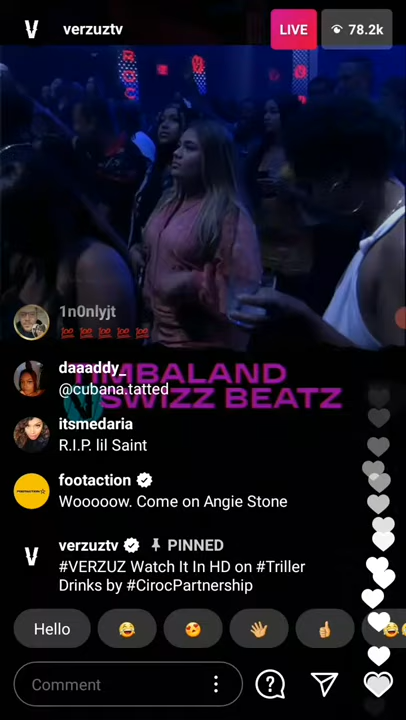 verzuztv
LIVE
78.2k
1n0nlyjt
💯 💯 💯 💯 💯
daaaddy_
@cubana.tatted
TIMBALAND
V SWIZZ BEATZ
itsmedaria
R.I.P. lil Saint
footaction
Wooooow. Come on Angie Stone
verzuztv PINNED
#VERZUZ Watch It In HD on #Triller
Drinks by #CirocPartnership
Hello 😂 😍 👋 👍 😂
Comment